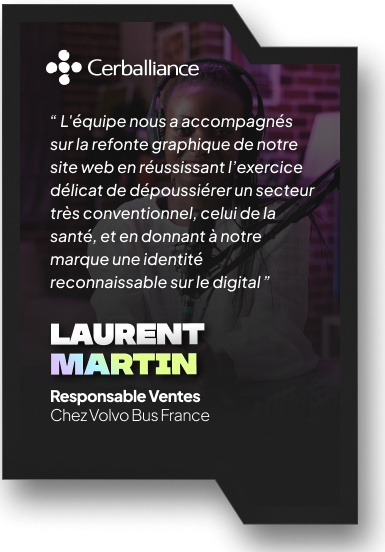 Cerballiance
“ L'équipe nous a accompagnés
sur la refonte graphique de notre
site web en réussissant l’exercice
délicat de dépoussiérer un secteur
très conventionnel, celui de la
santé, et en donnant à notre
marque une identité
reconnaissable sur le digital ”
LAURENT
MARTIN
Responsable Ventes
Chez Volvo Bus France